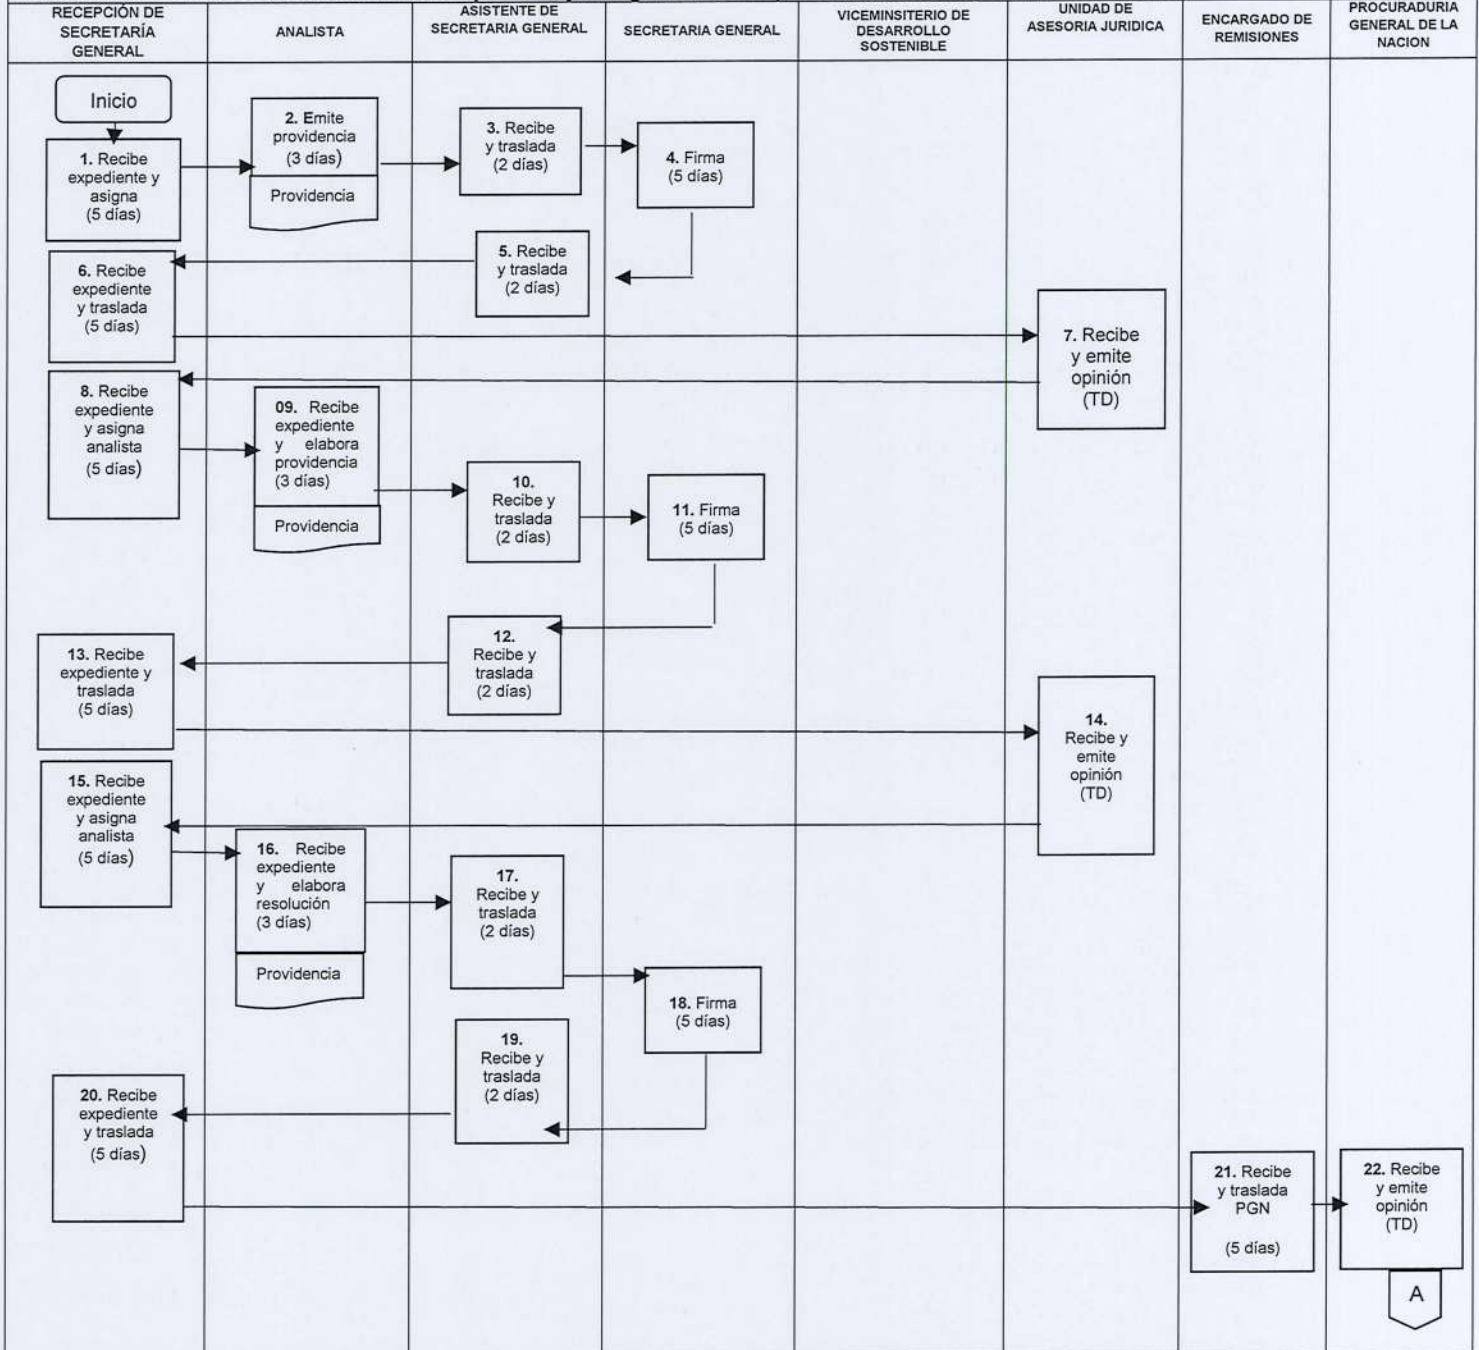 RECEPCIÓN DE
SECRETARÍA
GENERAL
ANALISTA
ASISTENTE DE
SECRETARIA GENERAL
SECRETARIA GENERAL
VICEMINSITERIO DE
DESARROLLO
SOSTENIBLE
UNIDAD DE
ASESORIA JURIDICA
ENCARGADO DE
REMISIONES
PROCURADURIA
GENERAL DE LA
NACION
Inicio
1. Recibe
expediente y
asigna
(5 días)
2. Emite
providencia
(3 días)
Providencia
3. Recibe
y traslada
(2 días)
4. Firma
(5 días)
5. Recibe
y traslada
(2 días)
6. Recibe
expediente
y traslada
(5 días)
7. Recibe
y emite
opinión
(TD)
8. Recibe
expediente
y asigna
analista
(5 días)
09. Recibe
expediente
y elabora
providencia
(3 días)
Providencia
10.
Recibe y
traslada
(2 días)
11. Firma
(5 días)
12.
Recibe y
traslada
(2 días)
13. Recibe
expediente y
traslada
(5 días)
14.
Recibe y
emite
opinión
(TD)
15. Recibe
expediente
y asigna
analista
(5 días)
16. Recibe
expediente
y elabora
resolución
(3 días)
Providencia
17.
Recibe y
traslada
(2 días)
18. Firma
(5 días)
19.
Recibe y
traslada
(2 días)
20. Recibe
expediente
y traslada
(5 días)
21. Recibe
y traslada
PGN
(5 días)
22. Recibe
y emite
opinión
(TD)
A